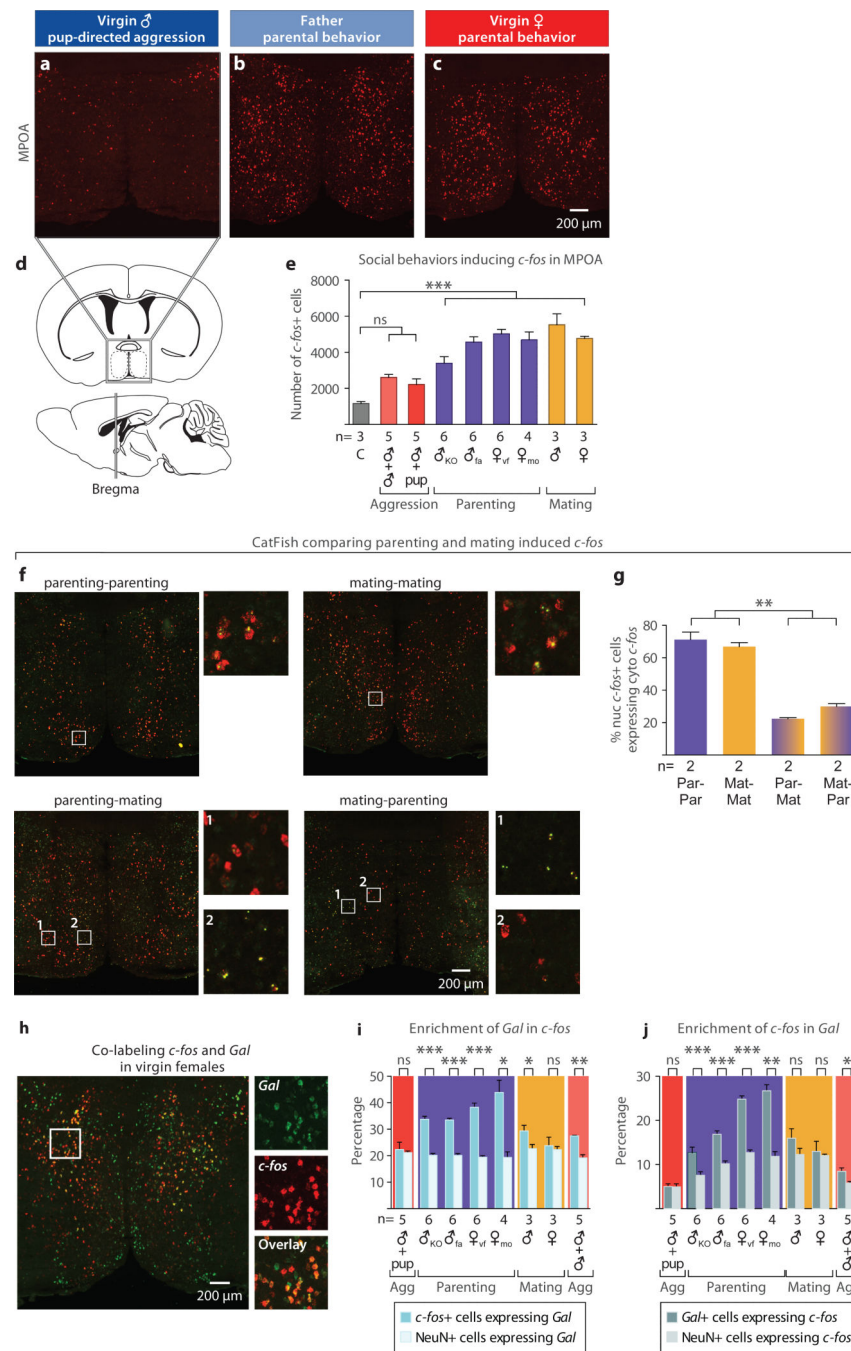 Virgin ♂
pup-directed aggression
Father
parental behavior
Virgin ♀
parental behavior
a
b
c
MPOA
200 μm
d
Bregma
e
Social behaviors inducing c-fos in MPOA
Number of c-fos+ cells
8000
6000
4000
2000
***
ns
n= 3 5 5 6 6 6 4 3 3
C ♂ + ♂ ♂ + pup ♂KO ♂fa ♀vf ♀mo ♂ ♀
Aggression Parenting Mating
CatFish comparing parenting and mating induced c-fos
f
parenting-parenting
mating-mating
parenting-mating
1
2
1
2
mating-parenting
1
2
1
2
200 μm
g
% nuc c-fos+ cells
expressing cyto c-fos
80
60
40
20
**
n= 2 2 2 2
Par-Par Mat-Mat Par-Mat Mat-Par
h
Co-labeling c-fos and Gal
in virgin females
Gal
c-fos
Overlay
200 μm
i
Enrichment of Gal in c-fos
ns *** *** *** * * ns **
Percentage
50
40
30
20
10
n= 5 6 6 6 4 3 3 5
♂ + pup ♂KO ♂fa ♀vf ♀mo ♂ ♀ ♂ + ♂
Agg Parenting Mating Agg
c-fos+ cells expressing Gal
NeuN+ cells expressing Gal
j
Enrichment of c-fos in Gal
ns *** *** *** ** ns ns
Percentage
30
20
10
5 6 6 6 4 3 3 5
♂ + pup ♂KO ♂fa ♀vf ♀mo ♂ ♀
Agg Parenting Mating
Gal+ cells expressing c-fos
NeuN+ cells expressing c-fos